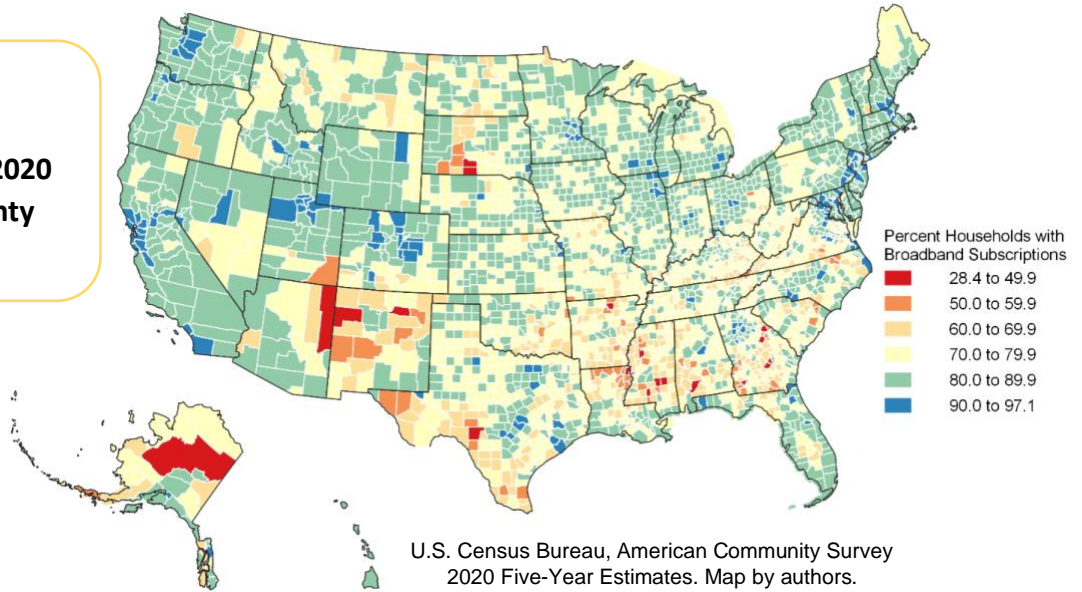 2020
nty
Percent Households with
Broadband Subscriptions
28.4 to 49.9
50.0 to 59.9
60.0 to 69.9
70.0 to 79.9
80.0 to 89.9
90.0 to 97.1
U.S. Census Bureau, American Community Survey
2020 Five-Year Estimates. Map by authors.